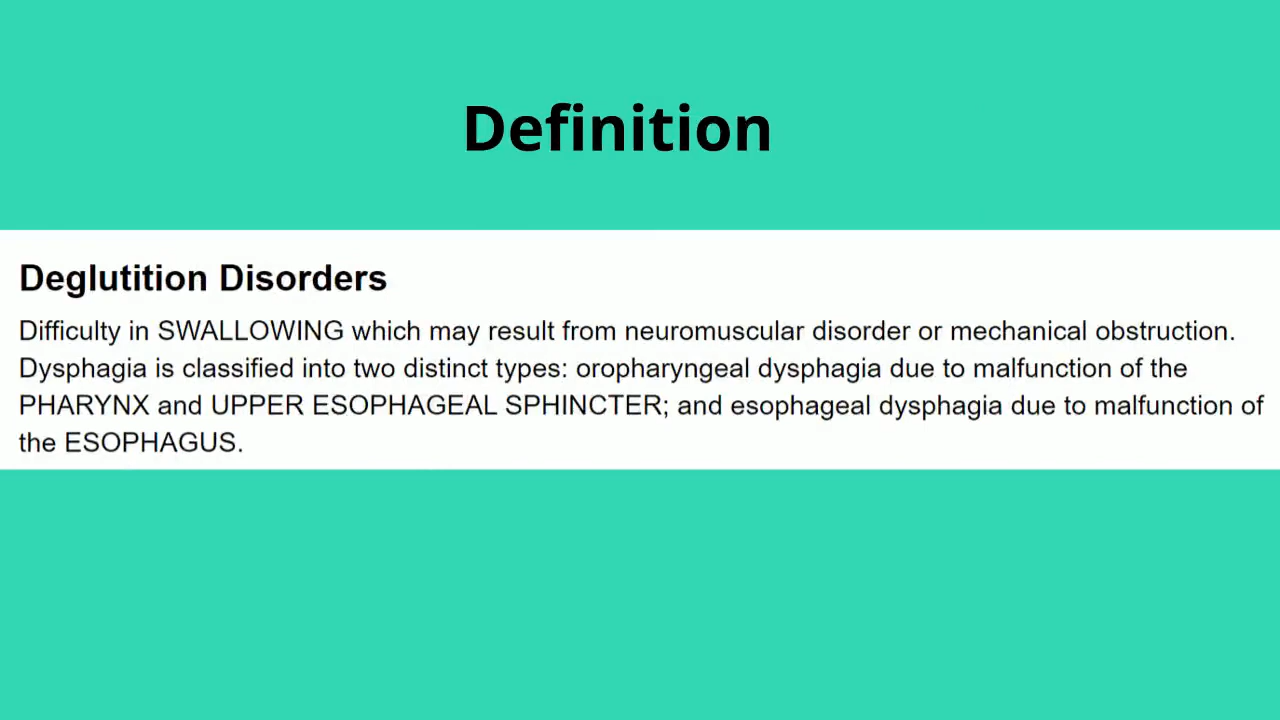 Definition
Deglutition Disorders
Difficulty in SWALLOWING which may result from neuromuscular disorder or mechanical obstruction.
Dysphagia is classified into two distinct types: oropharyngeal dysphagia due to malfunction of the
PHARYNX and UPPER ESOPHAGEAL SPHINCTER; and esophageal dysphagia due to malfunction of
the ESOPHAGUS.